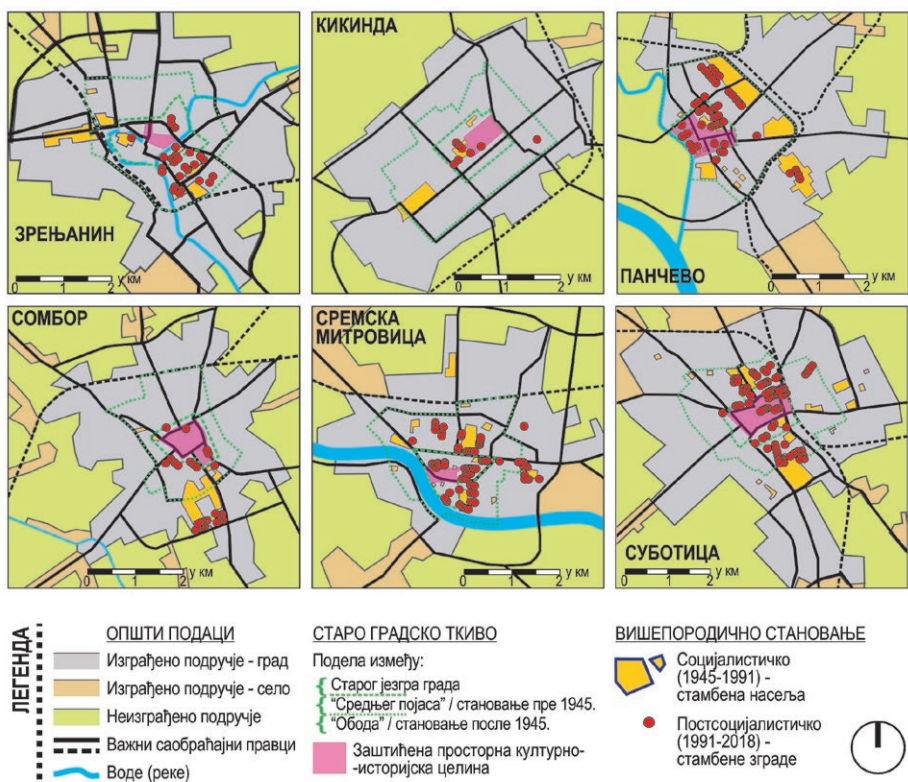 ЗРЕЊАНИН
0 1 2 у км
КИКИНДА
0 1 2 у км
ПАНЧЕВО
0 1 2 у км
СОМБОР
0 1 2 у км
СРЕМСКА
МИТРОВИЦА
0 1 2 у км
СУБОТИЦА
0 1 2 у км
ЛЕГЕНДА
ОПШТИ ПОДАЦИ
Изграђено подручје - град
Изграђено подручје - село
Неизграђено подручје
Важни саобраћајни правци
Воде (реке)
СТАРО ГРАДСКО ТКИВО
Подела између:
Старог језгра града
“Средњег појаса” / становање пре 1945.
“Обода” / становање после 1945.
Заштићена просторна културно-
историјска целина
ВИШЕПОРОДИЧНО СТАНОВАЊЕ
Социјалистичко
(1945-1991) -
стамбена насеља
Постсоцијалистичко
(1991-2018) -
стамбене зграде